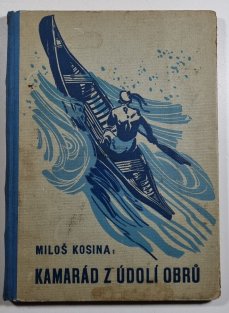 MILOŠ KOSINA:
KAMARÁD Z ÚDOLÍ OBRŮ